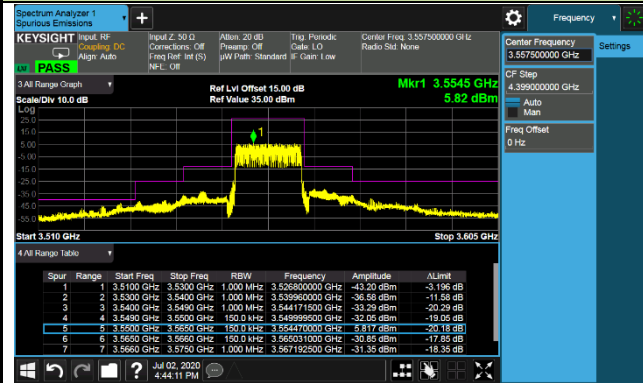 Spectrum Analyzer 1
Spurious Emissions
Frequency
KEYSIGHT
Input: RF
Coupling: DC
Align: Auto
Input Z: 50 Ω
Corrections: Off
Freq Ref: Int (S)
NFE: Off
Atten: 20 dB
Preamp: Off
µW Path: Standard
Trig: Periodic
Gate: LO
IF Gain: Low
Center Freq: 3.557500000 GHz
Radio Std: None
PASS
Center Frequency
3.557500000 GHz
Settings
CF Step
4.399000000 GHz
Auto
Man
Freq Offset
0 Hz
3 All Range Graph
Scale/Div 10.0 dB
Ref Lvl Offset 15.00 dB
Ref Value 35.00 dBm
Mkr1 3.5545 GHz
5.82 dBm
Log
25.0
15.0
5.00
-5.00
-15.0
-25.0
-35.0
-45.0
-55.0
1
Start 3.510 GHz
Stop 3.605 GHz
4 All Range Table
Spur Range Start Freq Stop Freq RBW Frequency Amplitude ΔLimit
1 1 3.5100 GHz 3.5300 GHz 1.000 MHz 3.526800000 GHz -43.20 dBm -3.196 dB
2 2 3.5300 GHz 3.5400 GHz 1.000 MHz 3.539960000 GHz -36.58 dBm -11.58 dB
3 3 3.5400 GHz 3.5490 GHz 1.000 MHz 3.544171500 GHz -33.29 dBm -20.29 dB
4 4 3.5490 GHz 3.5500 GHz 150.0 kHz 3.549999500 GHz -32.05 dBm -19.05 dB
5 5 3.5500 GHz 3.5650 GHz 150.0 kHz 3.554470000 GHz 5.817 dBm -20.18 dB
6 6 3.5650 GHz 3.5660 GHz 150.0 kHz 3.565031000 GHz -30.85 dBm -17.85 dB
7 7 3.5660 GHz 3.5750 GHz 1.000 MHz 3.567192500 GHz -31.35 dBm -18.35 dB
Jul 02, 2020
4:44:11 PM